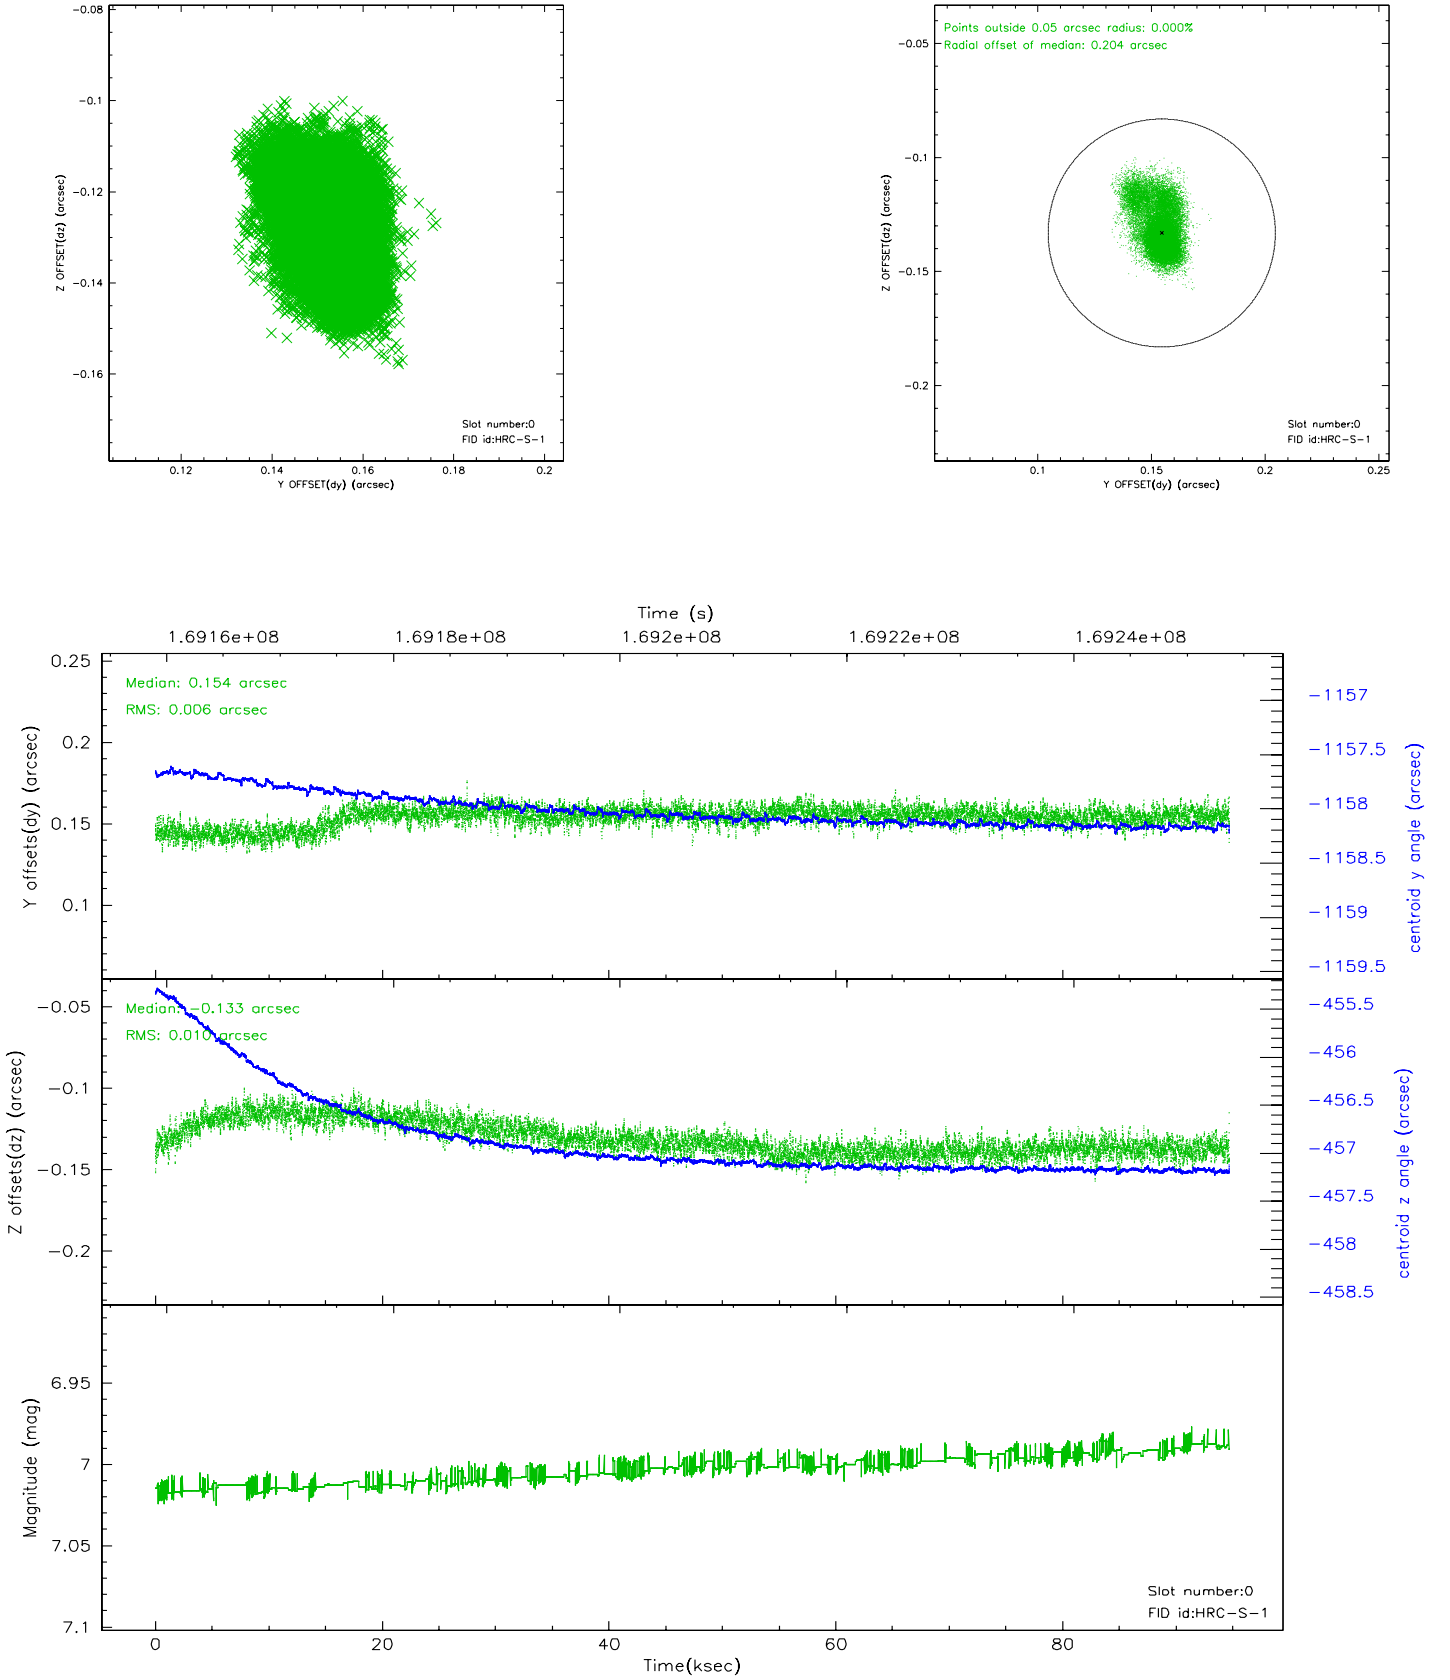 -0.08
-0.1
-0.12
-0.14
-0.16
Z OFFSET(dz) (arcsec)
Slot number:0
FID id:HRC-S-1
0.12 0.14 0.16 0.18 0.2
Y OFFSET(dy) (arcsec)
Points outside 0.05 arcsec radius: 0.000%
Radial offset of median: 0.204 arcsec
-0.05
-0.1
-0.15
-0.2
Z OFFSET(dz) (arcsec)
Slot number:0
FID id:HRC-S-1
0.1 0.15 0.2 0.25
Y OFFSET(dy) (arcsec)
Time (s)
1.6916e+08 1.6918e+08 1.692e+08 1.6922e+08 1.6924e+08
Median: 0.154 arcsec
RMS: 0.006 arcsec
0.25
0.2
0.15
0.1
Y offsets(dy) (arcsec)
-1157
-1157.5
-1158
-1158.5
-1159
-1159.5
centroid y angle (arcsec)
Median: -0.133 arcsec
RMS: 0.010 arcsec
-0.05
-0.1
-0.15
-0.2
Z offsets(dz) (arcsec)
-455.5
-456
-456.5
-457
-457.5
-458
-458.5
centroid z angle (arcsec)
6.95
7
7.05
7.1
Magnitude (mag)
Slot number:0
FID id:HRC-S-1
0 20 40 60 80
Time(ksec)